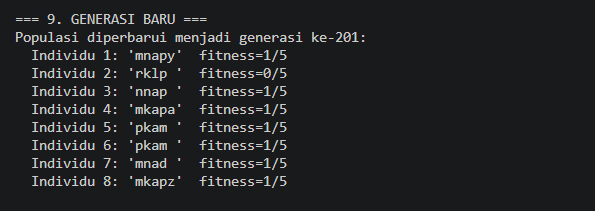 === 9. GENERASI BARU ===
Populasi diperbarui menjadi generasi ke-201:
  Individu 1: 'mnapy'  fitness=1/5
  Individu 2: 'rklp '  fitness=0/5
  Individu 3: 'nnap '  fitness=1/5
  Individu 4: 'mkapa'  fitness=1/5
  Individu 5: 'pkam '  fitness=1/5
  Individu 6: 'pkam '  fitness=1/5
  Individu 7: 'mnad '  fitness=1/5
  Individu 8: 'mkapz'  fitness=1/5